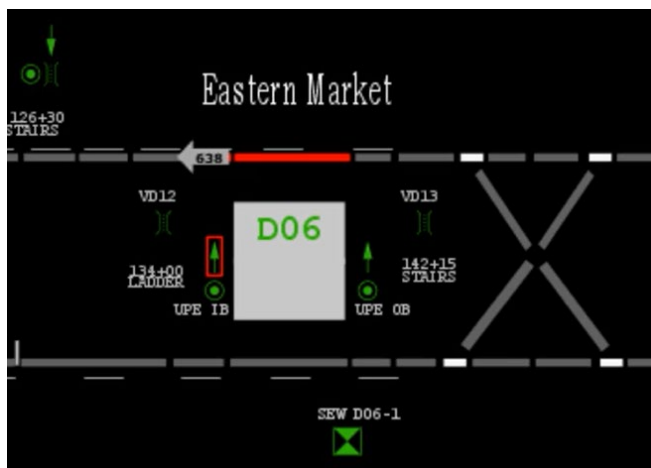 Eastern Market
126+30
STAIRS
638
VD12
VD13
D06
134+00
LADDER
142+15
STAIRS
UPE IB
UPE OB
SEW D06-1